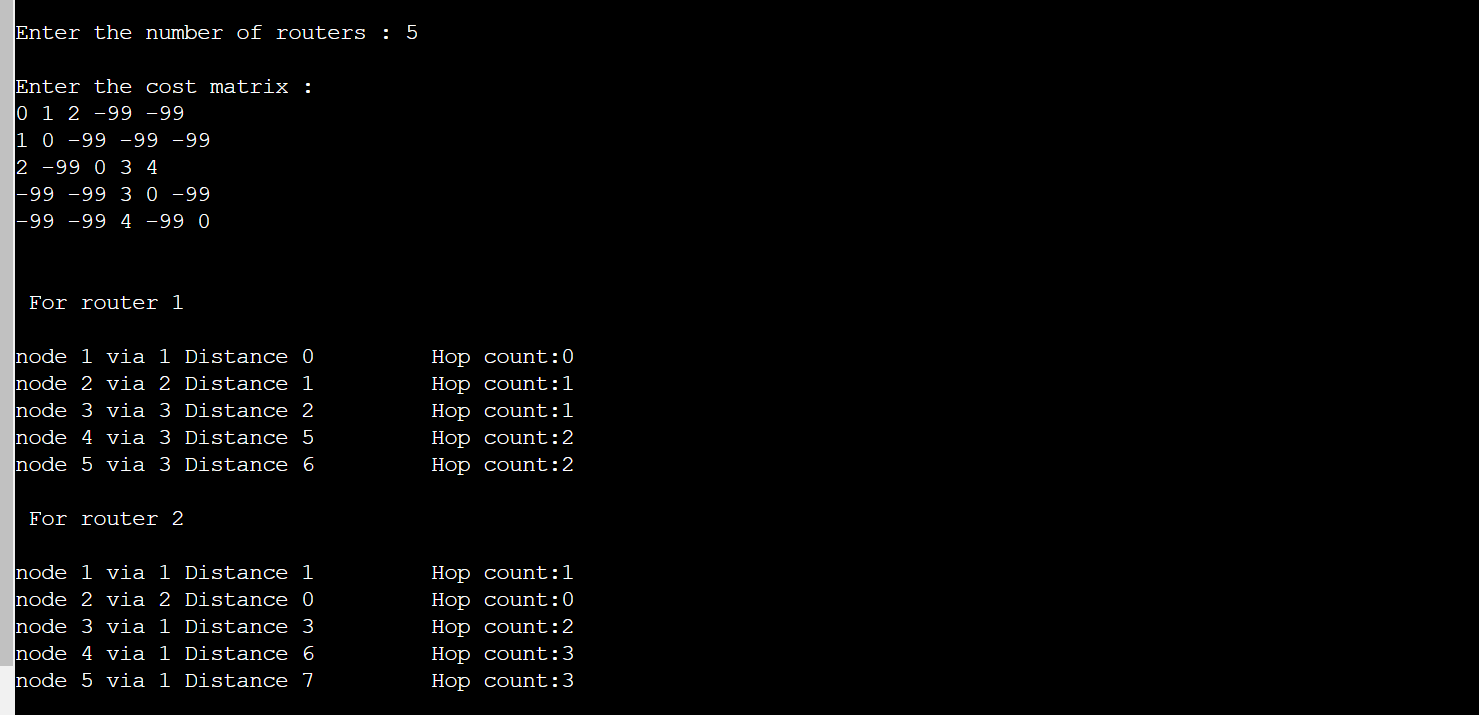 Enter the number of routers : 5
Enter the cost matrix :
0 1 2 -99 -99
1 0 -99 -99 -99
2 -99 0 3 4
-99 -99 3 0 -99
-99 -99 4 -99 0
For router 1
node 1 via 1 Distance 0 Hop count:0
node 2 via 2 Distance 1 Hop count:1
node 3 via 3 Distance 2 Hop count:1
node 4 via 3 Distance 5 Hop count:2
node 5 via 3 Distance 6 Hop count:2
For router 2
node 1 via 1 Distance 1 Hop count:1
node 2 via 2 Distance 0 Hop count:0
node 3 via 1 Distance 3 Hop count:2
node 4 via 1 Distance 6 Hop count:3
node 5 via 1 Distance 7 Hop count:3